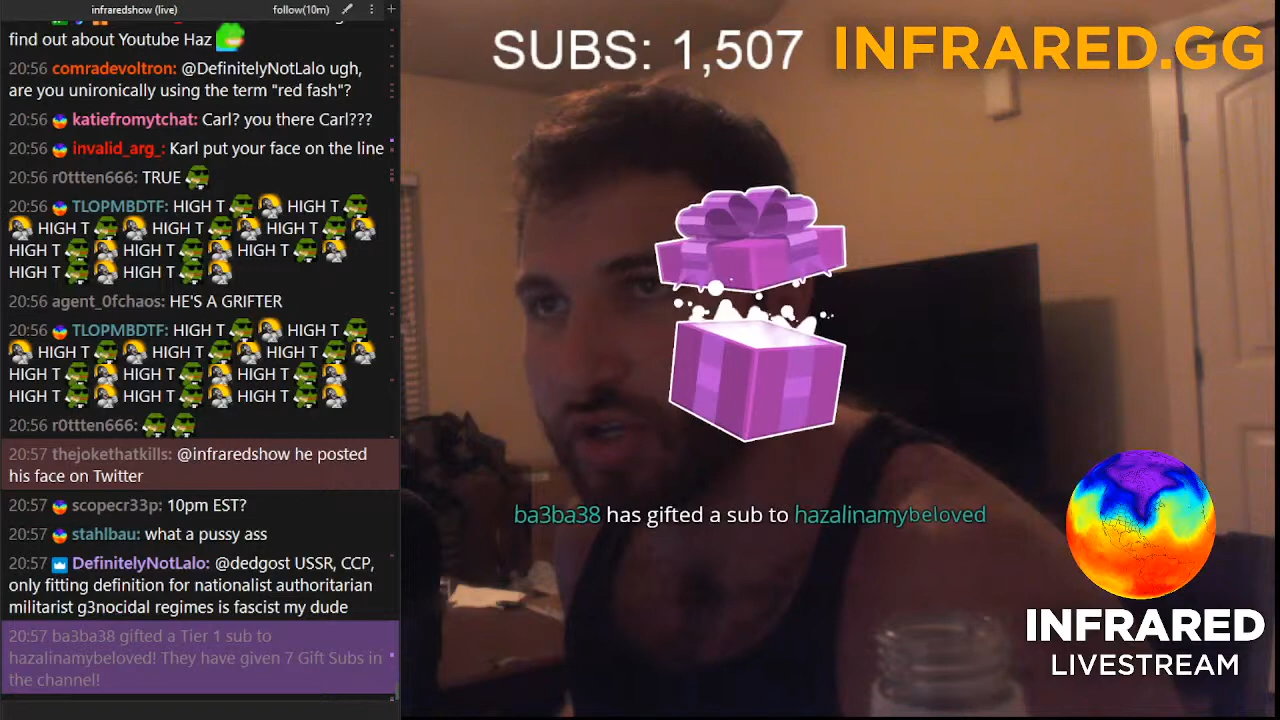 infraredshow (live)
follow(10m)
find out about Youtube Haz
20:56 comradevoltron: @DefinitelyNotLalo ugh,
are you unironically using the term "red fash"?
20:56 katiefromytchat: Carl? you there Carl???
20:56 invalid_arg_: Karl put your face on the line
20:56 r0ttten666: TRUE
20:56 TLOPMBDTF: HIGH T HIGH T
HIGH T HIGH T HIGH T
HIGH T HIGH T HIGH T
HIGH T HIGH T
20:56 agent_0fchaos: HE'S A GRIFTER
20:56 TLOPMBDTF: HIGH T HIGH T
HIGH T HIGH T HIGH T
HIGH T HIGH T HIGH T
HIGH T HIGH T HIGH T
20:56 r0ttten666:
20:57 thejokethatkills: @infraredshow he posted
his face on Twitter
20:57 scopecr33p: 10pm EST?
20:57 stahlbau: what a pussy ass
20:57 DefinitelyNotLalo: @dedgost USSR, CCP,
only fitting definition for nationalist authoritarian
militarist g3nocidal regimes is fascist my dude
20:57 ba3ba38 gifted a Tier 1 sub to
hazalinamybeloved! They have given 7 Gift Subs in
the channel!
SUBS: 1,507 INFRARED.GG
ba3ba38 has gifted a sub to hazalinamybeloved
INFRARED
LIVESTREAM